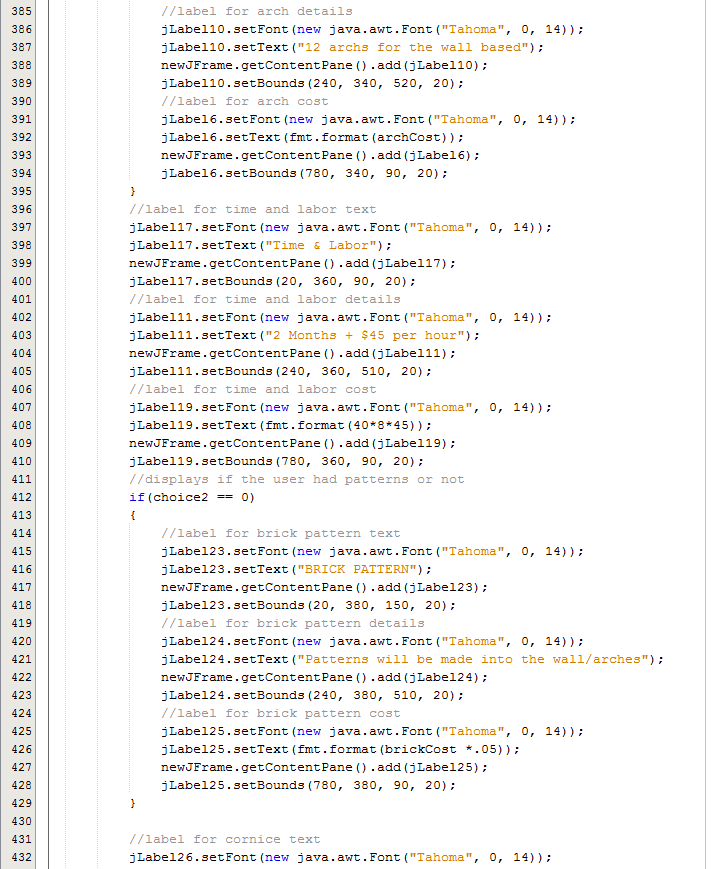 385 //label for arch details
386 jLabel10.setFont(new java.awt.Font("Tahoma", 0, 14));
387 jLabel10.setText("12 archs for the wall based");
388 newJFrame.getContentPane().add(jLabel10);
389 jLabel10.setBounds(240, 340, 520, 20);
390 //label for arch cost
391 jLabel6.setFont(new java.awt.Font("Tahoma", 0, 14));
392 jLabel6.setText(fmt.format(archCost));
393 newJFrame.getContentPane().add(jLabel6);
394 jLabel6.setBounds(780, 340, 90, 20);
395 }
396 //label for time and labor text
397 jLabel17.setFont(new java.awt.Font("Tahoma", 0, 14));
398 jLabel17.setText("Time & Labor");
399 newJFrame.getContentPane().add(jLabel17);
400 jLabel17.setBounds(20, 360, 90, 20);
401 //label for time and labor details
402 jLabel11.setFont(new java.awt.Font("Tahoma", 0, 14));
403 jLabel11.setText("2 Months + $45 per hour");
404 newJFrame.getContentPane().add(jLabel11);
405 jLabel11.setBounds(240, 360, 510, 20);
406 //label for time and labor cost
407 jLabel19.setFont(new java.awt.Font("Tahoma", 0, 14));
408 jLabel19.setText(fmt.format(40*8*45));
409 newJFrame.getContentPane().add(jLabel19);
410 jLabel19.setBounds(780, 360, 90, 20);
411 //displays if the user had patterns or not
412 if(choice2 == 0)
413 {
414 //label for brick pattern text
415 jLabel23.setFont(new java.awt.Font("Tahoma", 0, 14));
416 jLabel23.setText("BRICK PATTERN");
417 newJFrame.getContentPane().add(jLabel23);
418 jLabel23.setBounds(20, 380, 150, 20);
419 //label for brick pattern details
420 jLabel24.setFont(new java.awt.Font("Tahoma", 0, 14));
421 jLabel24.setText("Patterns will be made into the wall/arches");
422 newJFrame.getContentPane().add(jLabel24);
423 jLabel24.setBounds(240, 380, 510, 20);
424 //label for brick pattern cost
425 jLabel25.setFont(new java.awt.Font("Tahoma", 0, 14));
426 jLabel25.setText(fmt.format(brickCost *.05));
427 newJFrame.getContentPane().add(jLabel25);
428 jLabel25.setBounds(780, 380, 90, 20);
429 }
430
431 //label for cornice text
432 jLabel26.setFont(new java.awt.Font("Tahoma", 0, 14));